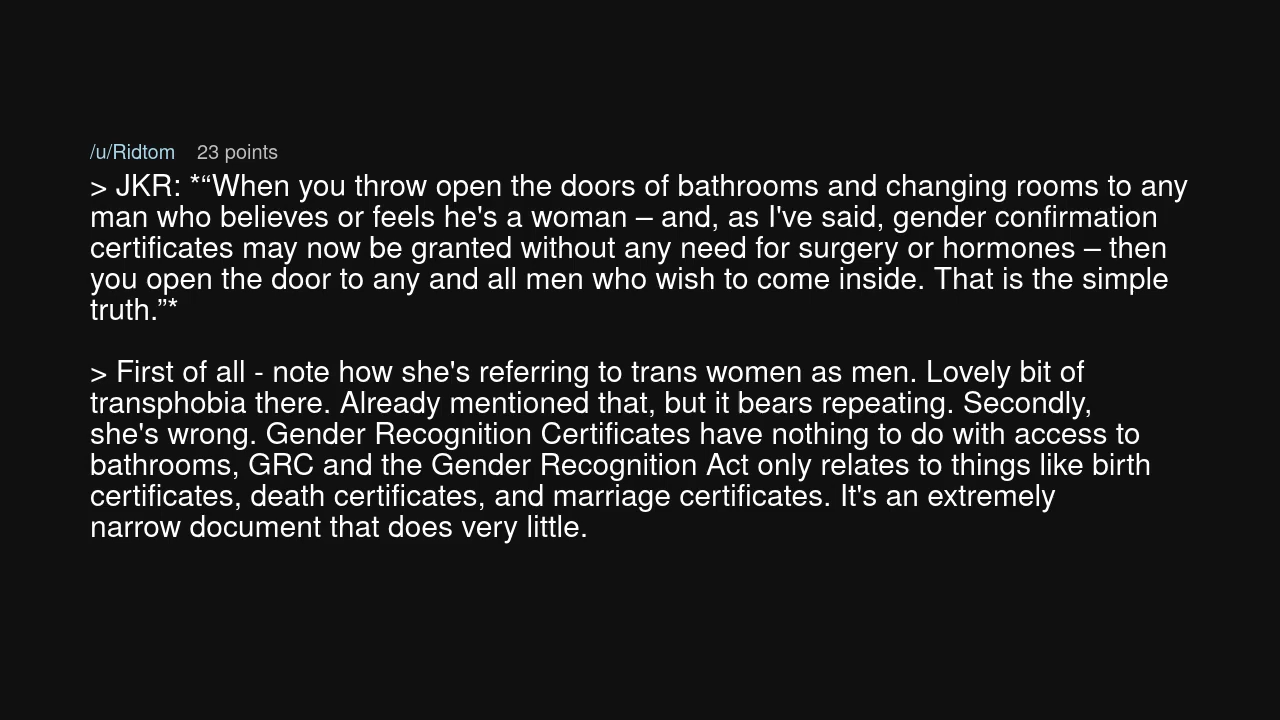 /u/Ridtom 23 points
> JKR: *“When you throw open the doors of bathrooms and changing rooms to any
man who believes or feels he's a woman – and, as I've said, gender confirmation
certificates may now be granted without any need for surgery or hormones – then
you open the door to any and all men who wish to come inside. That is the simple
truth.”*
> First of all - note how she's referring to trans women as men. Lovely bit of
transphobia there. Already mentioned that, but it bears repeating. Secondly,
she's wrong. Gender Recognition Certificates have nothing to do with access to
bathrooms, GRC and the Gender Recognition Act only relates to things like birth
certificates, death certificates, and marriage certificates. It's an extremely
narrow document that does very little.